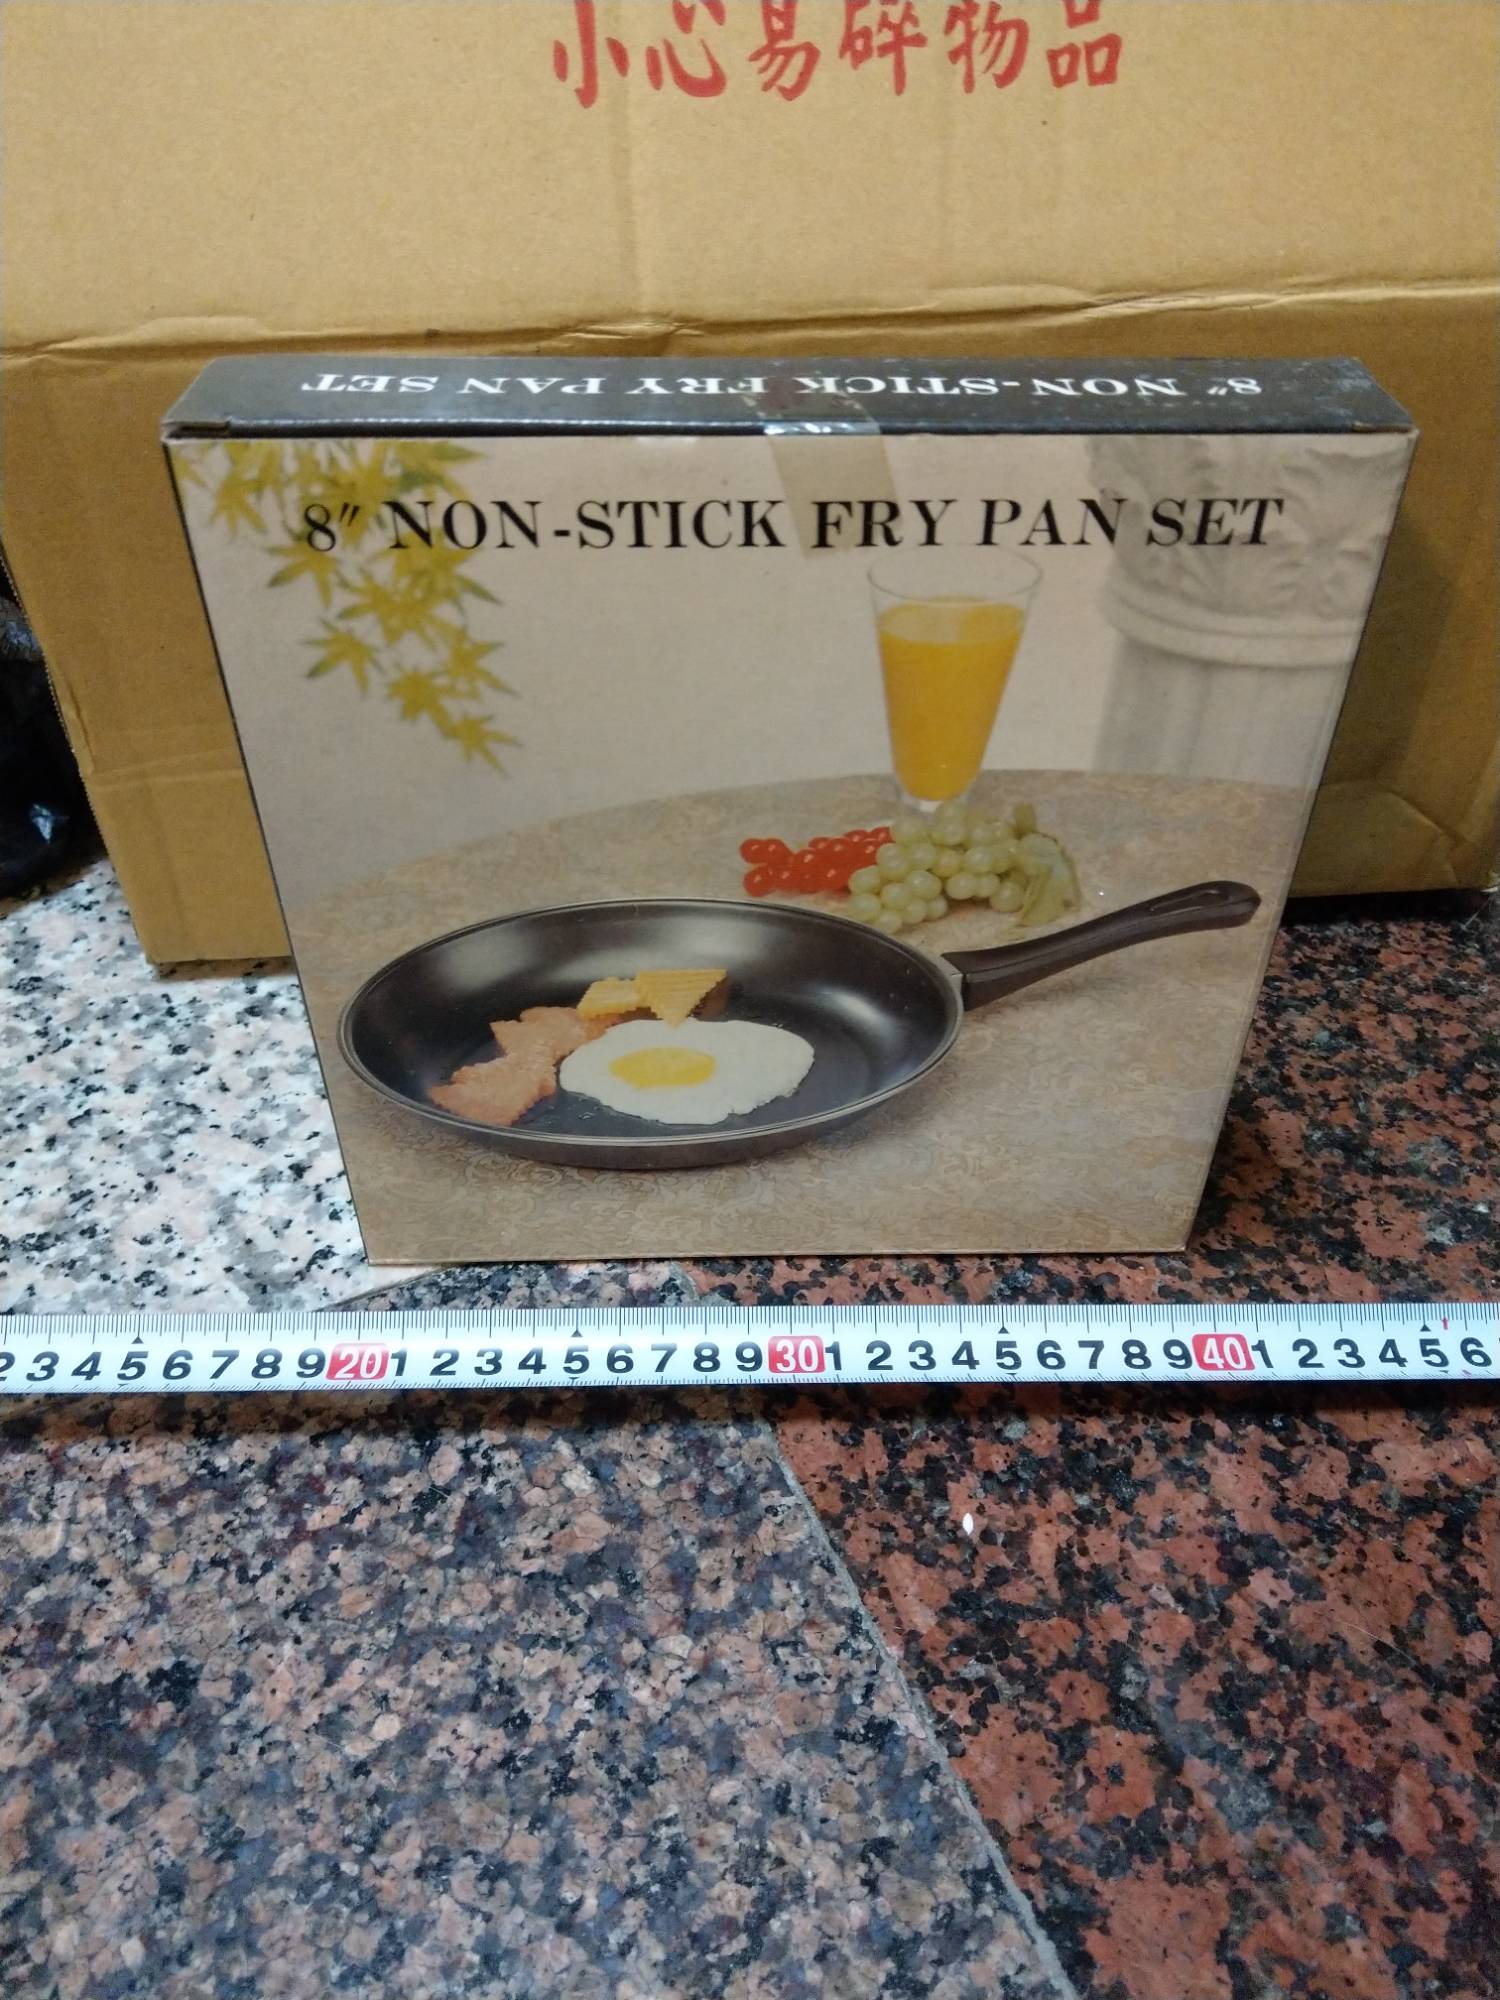 小心易碎物品
8" NON-STICK FRY PAN SET
8" NON-STICK FRY PAN SET
2 3 4 5 6 7 8 9 20 1 2 3 4 5 6 7 8 9 30 1 2 3 4 5 6 7 8 9 40 1 2 3 4 5 6